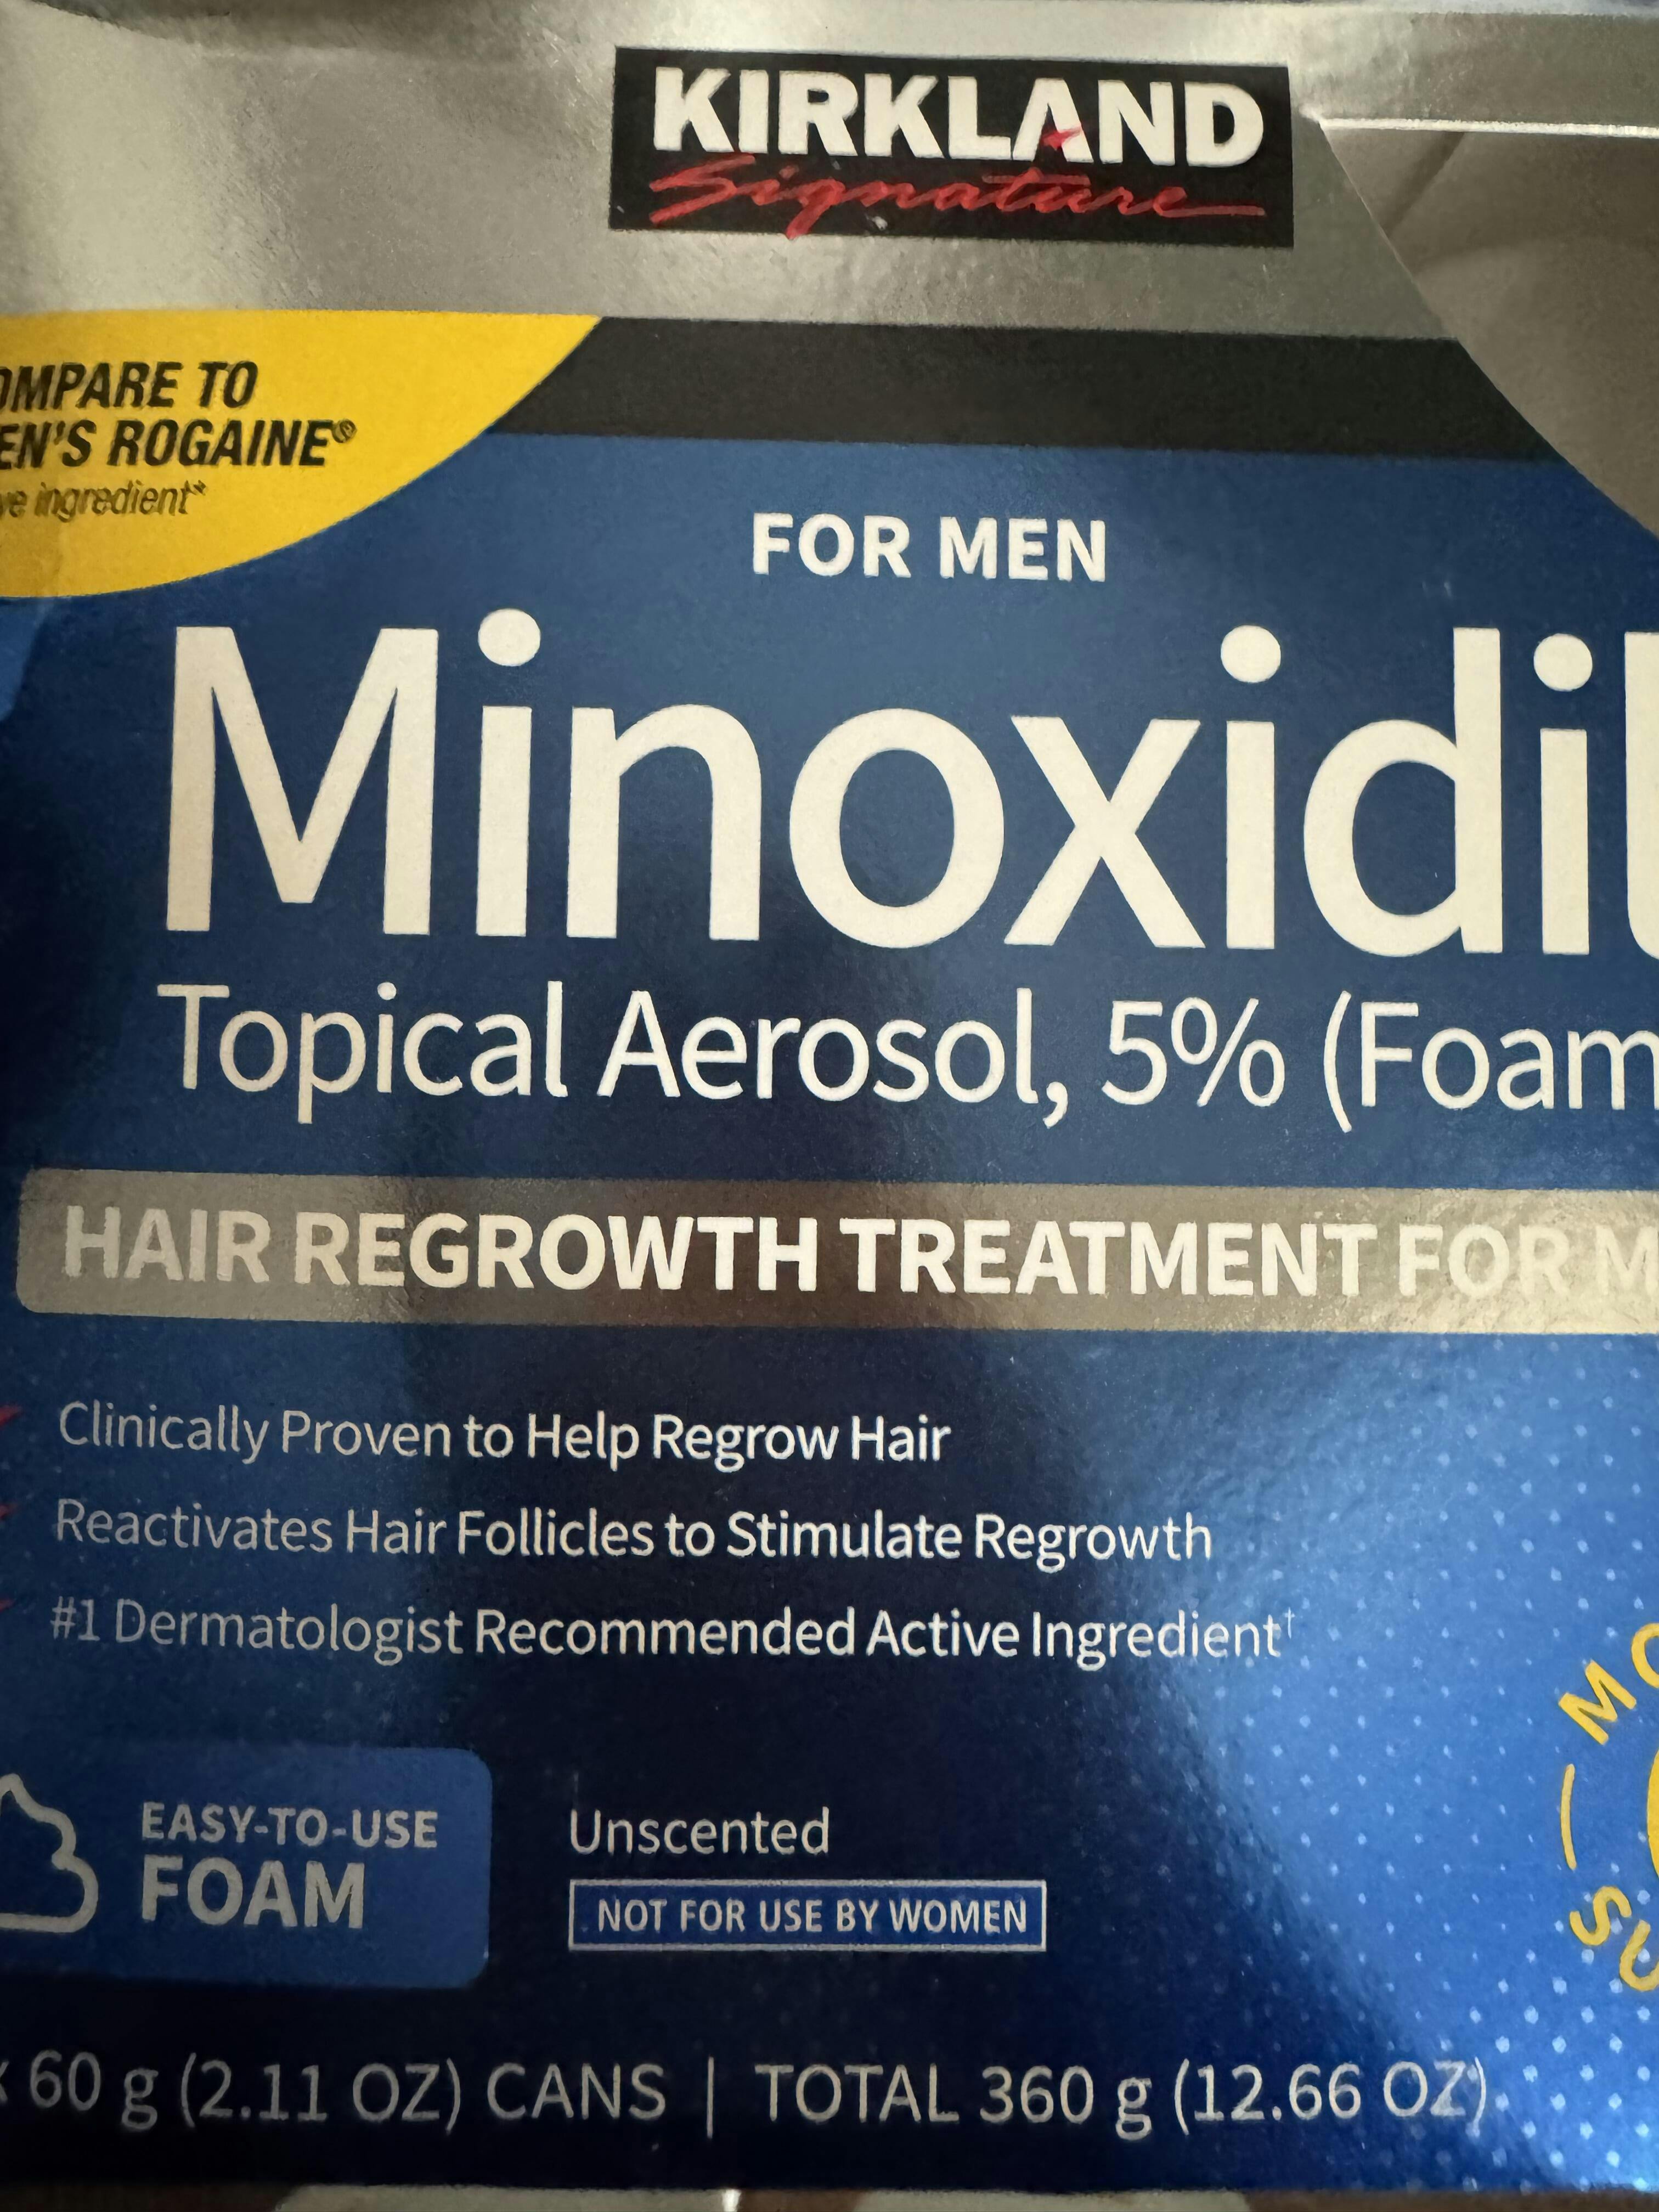 KIRKLAND
Signature
OMPARE TO
EN'S ROGAINE®
ve ingredient*
FOR MEN
Minoxidil
Topical Aerosol, 5% (Foam
HAIR REGROWTH TREATMENT FOR M
Clinically Proven to Help Regrow Hair
Reactivates Hair Follicles to Stimulate Regrowth
#1 Dermatologist Recommended Active Ingredient†
EASY-TO-USE
FOAM
Unscented
NOT FOR USE BY WOMEN
MO
SU
x 60 g (2.11 OZ) CANS | TOTAL 360 g (12.66 OZ)